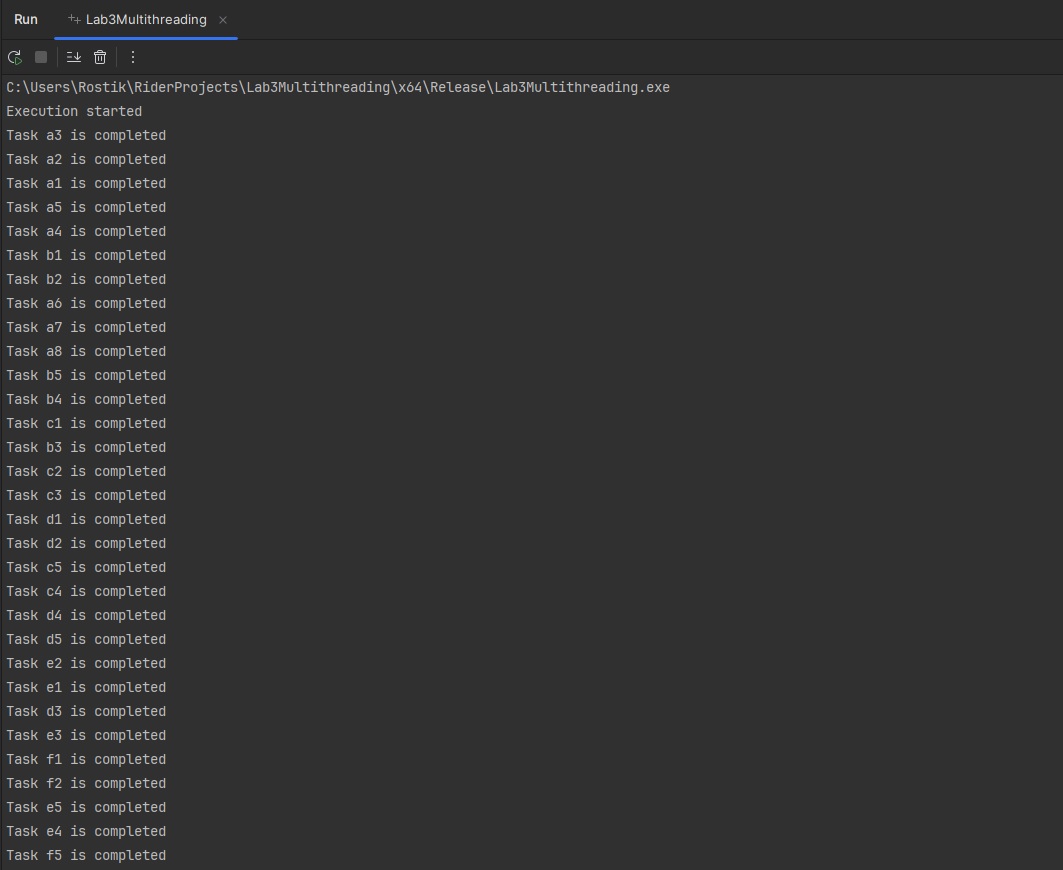 Run Lab3Multithreading
C:\Users\Rostik\RiderProjects\Lab3Multithreading\x64\Release\Lab3Multithreading.exe
Execution started
Task a3 is completed
Task a2 is completed
Task a1 is completed
Task a5 is completed
Task a4 is completed
Task b1 is completed
Task b2 is completed
Task a6 is completed
Task a7 is completed
Task a8 is completed
Task b5 is completed
Task b4 is completed
Task c1 is completed
Task b3 is completed
Task c2 is completed
Task c3 is completed
Task d1 is completed
Task d2 is completed
Task c5 is completed
Task c4 is completed
Task d4 is completed
Task d5 is completed
Task e2 is completed
Task e1 is completed
Task d3 is completed
Task e3 is completed
Task f1 is completed
Task f2 is completed
Task e5 is completed
Task e4 is completed
Task f5 is completed